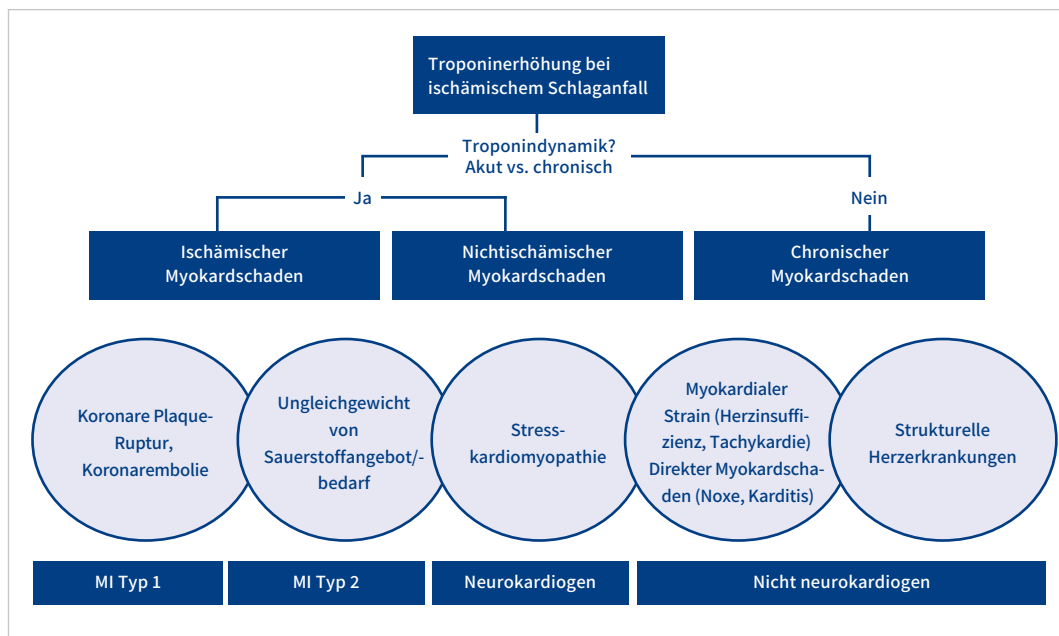 Troponinerhöhung bei
ischämischem Schlaganfall
Troponindynamik?
Akut vs. chronisch
Ja
Nein
Ischämischer
Myokardschaden
Nichtischämischer
Myokardschaden
Chronischer
Myokardschaden
Koronare Plaque-
Ruptur,
Koronarembolie
Ungleichgewicht
von
Sauerstoffangebot/-
bedarf
Stress-
kardiomyopathie
Myokardialer
Strain (Herzinsuffi-
zienz, Tachykardie)
Direkter Myokardscha-
den (Noxe, Karditis)
Strukturelle
Herzerkrankungen
MI Typ 1
MI Typ 2
Neurokardiogen
Nicht neurokardiogen